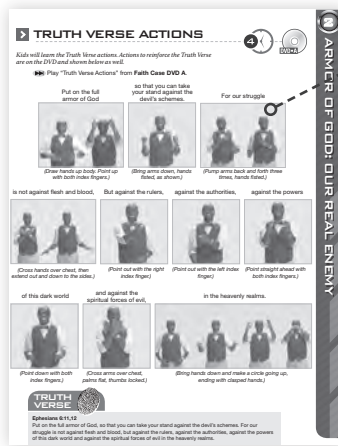 TRUTH VERSE ACTIONS
4
DVD•A
Kids will learn the Truth Verse actions. Actions to reinforce the Truth Verse
are on the DVD and shown below as well.
Play "Truth Verse Actions" from Faith Case DVD A.
Put on the full
armor of God
so that you can take
your stand against the
devil's schemes.
For our struggle
(Draw hands up body. Point up
with both index fingers.)
(Bring arms down, hands
fisted, as shown.)
(Pump arms back and forth three
times, hands fisted.)
is not against flesh and blood,
But against the rulers,
against the authorities,
against the powers
(Cross hands over chest, then
extend out and down to the sides.)
(Point out with the right
index finger.)
(Point out with the left index
finger.)
(Point straight ahead with
both index fingers.)
of this dark world
and against the
spiritual forces of evil,
in the heavenly realms.
(Point down with both
index fingers.)
(Cross arms over chest,
palms flat, thumbs locked.)
(Bring hands down and make a circle going up,
ending with clasped hands.)
TRUTH
VERSE
Ephesians 6:11,12
Put on the full armor of God, so that you can take your stand against the devil's schemes. For our
struggle is not against flesh and blood, but against the rulers, against the authorities, against the powers
of this dark world and against the spiritual forces of evil in the heavenly realms.
2
ARMOR OF GOD: OUR REAL ENEMY